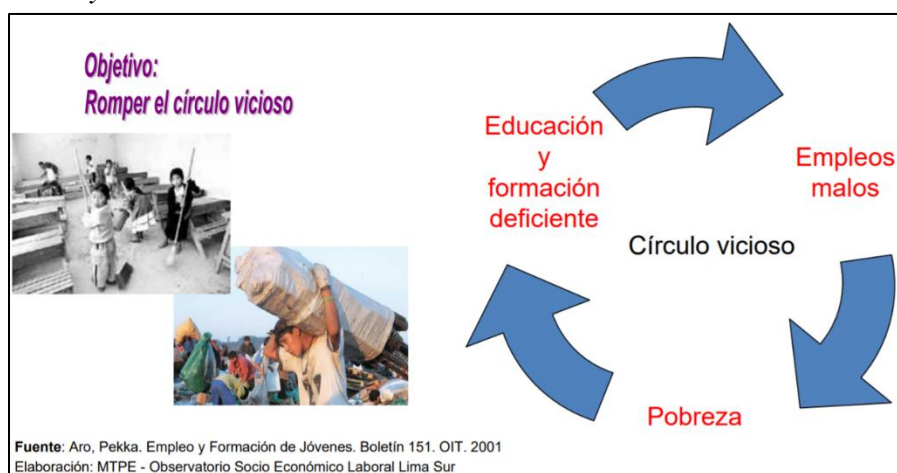 Objetivo:
Romper el círculo vicioso
Educación
y
formación
deficiente
Empleos
malos
Círculo vicioso
Pobreza
Fuente: Aro, Pekka. Empleo y Formación de Jóvenes. Boletín 151. OIT. 2001
Elaboración: MTPE - Observatorio Socio Económico Laboral Lima Sur